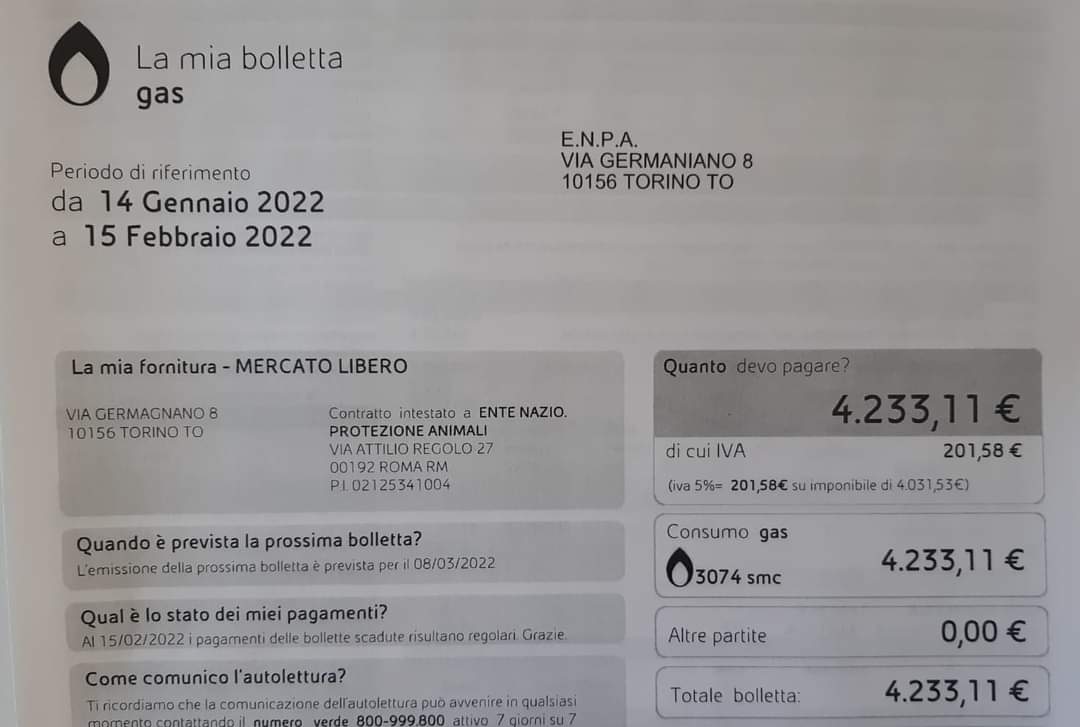 La mia bolletta
gas
E.N.P.A.
VIA GERMANIANO 8
10156 TORINO TO
Periodo di riferimento
da 14 Gennaio 2022
a 15 Febbraio 2022
La mia fornitura - MERCATO LIBERO
VIA GERMAGNANO 8
10156 TORINO TO
Contratto intestato a ENTE NAZIO.
PROTEZIONE ANIMALI
VIA ATTILIO REGOLO 27
00192 ROMA RM
P.I. 02125341004
Quanto devo pagare?
4.233,11 €
di cui IVA 201,58 €
(iva 5%= 201,58€ su imponibile di 4.031,53€)
Quando è prevista la prossima bolletta?
L'emissione della prossima bolletta è prevista per il 08/03/2022
Consumo gas
3074 smc 4.233,11 €
Qual è lo stato dei miei pagamenti?
Al 15/02/2022 i pagamenti delle bollette scadute risultano regolari. Grazie.
Altre partite 0,00 €
Come comunico l'autolettura?
Ti ricordiamo che la comunicazione dell'autolettura può avvenire in qualsiasi
momento contattando il numero verde 800-999.800 attivo 7 giorni su 7
Totale bolletta: 4.233,11 €